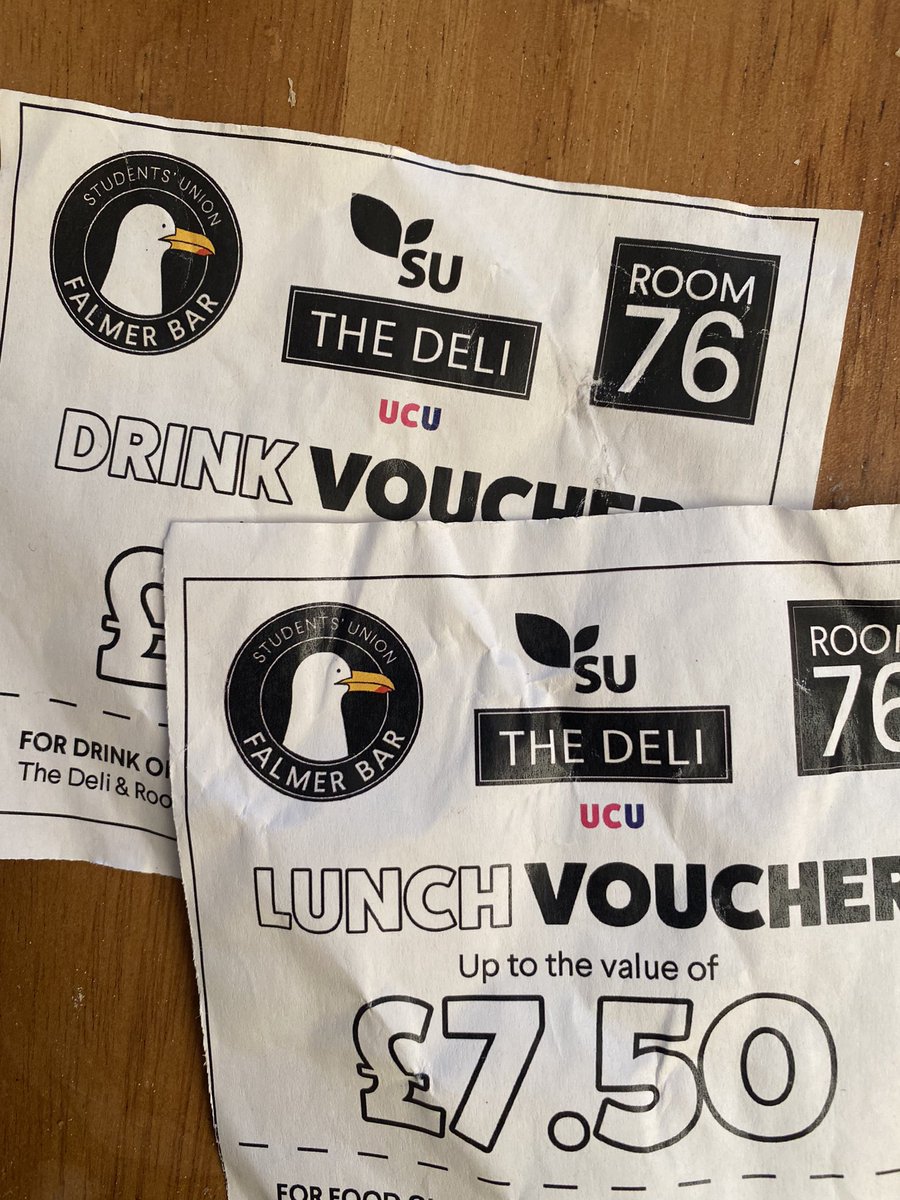 STUDENTS' UNION
FALMER BAR
SU
THE DELI
ROOM
76
UCU
DRINK VOUCHER
£
FOR DRINK
The Deli &
STUDENTS' UNION
FALMER BAR
SU
THE DELI
ROOM
76
UCU
LUNCH VOUCHER
Up to the value of
£7.50
FOR FOOD